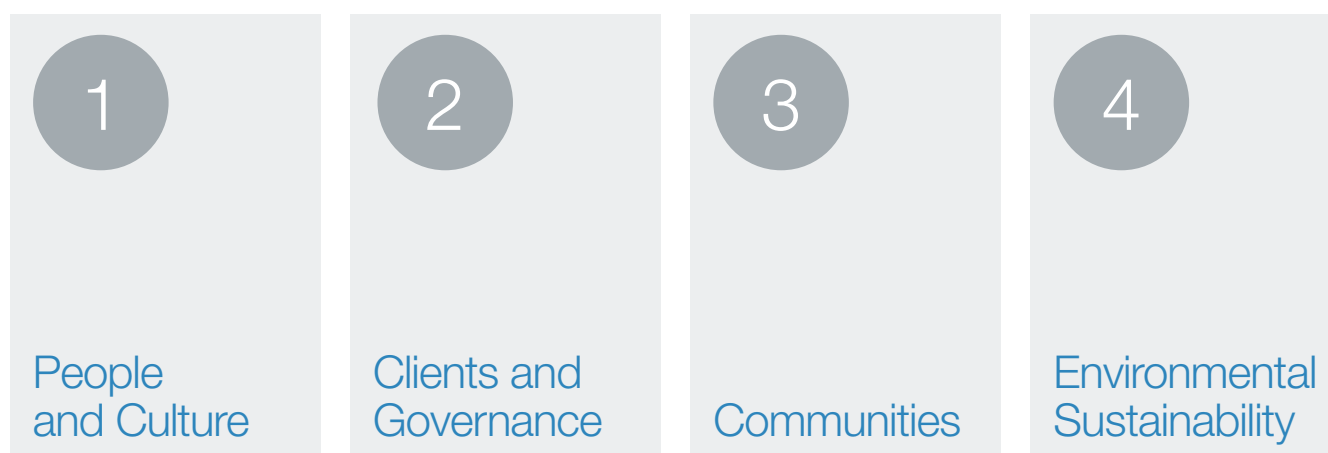 1
People
and Culture
2
Clients and
Governance
3
Communities
4
Environmental
Sustainability